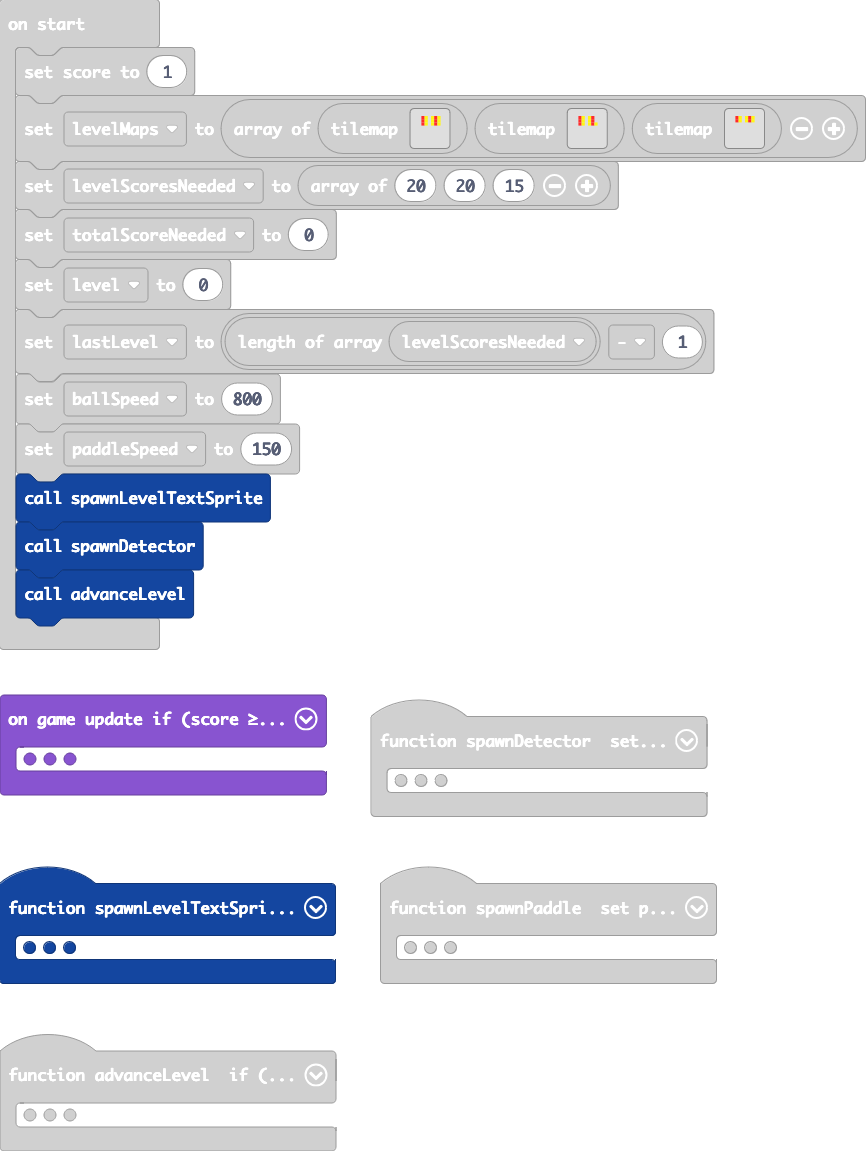 on start
set score to 1
set levelMaps to array of tilemap tilemap tilemap
set levelScoresNeeded to array of 20 20 15
set totalScoreNeeded to 0
set level to 0
set lastLevel to length of array levelScoresNeeded - 1
set ballSpeed to 800
set paddleSpeed to 150
call spawnLevelTextSprite
call spawnDetector
call advanceLevel
on game update if (score ≥...
function spawnDetector set...
function spawnLevelTextSpri...
function spawnPaddle set p...
function advanceLevel if (...